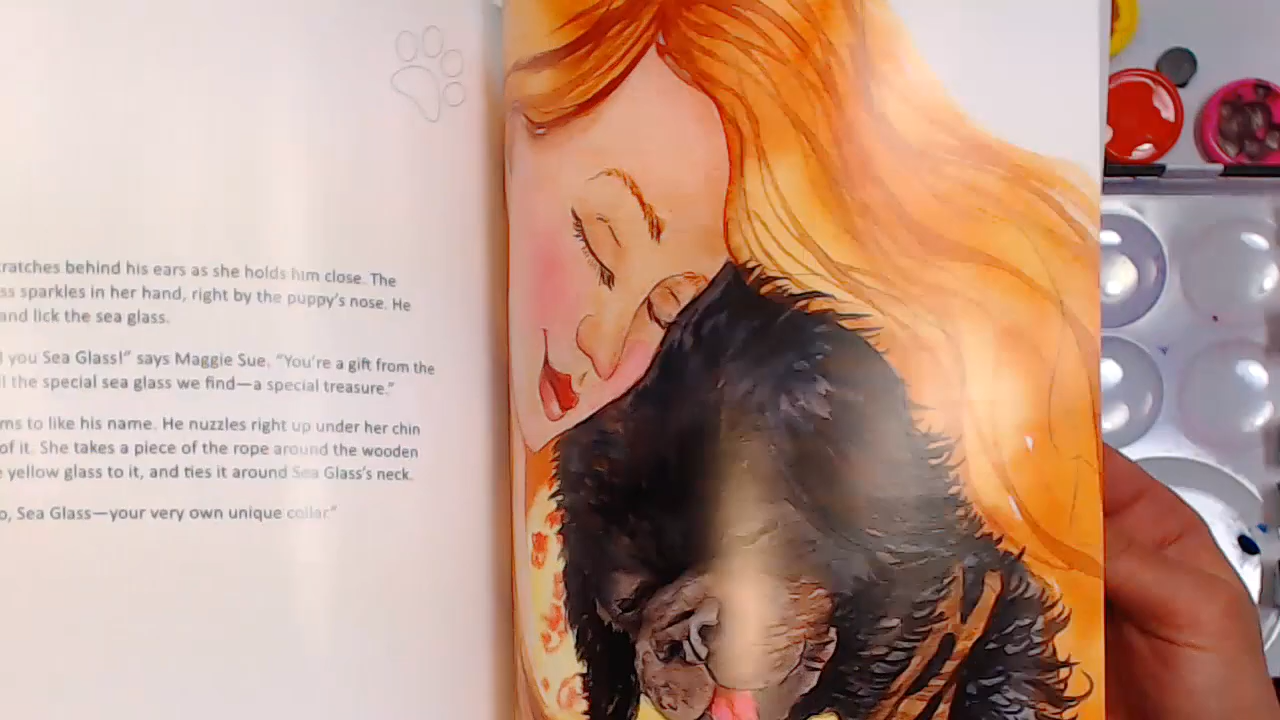 ratches behind his ears as she holds him close. The
ss sparkles in her hand, right by the puppy's nose. He
and lick the sea glass.
you Sea Glass!" says Maggie Sue. "You're a gift from the
the special sea glass we find—a special treasure."
ms to like his name. He nuzzles right up under her chin
of it. She takes a piece of the rope around the wooden
yellow glass to it, and ties it around Sea Glass's neck.
o, Sea Glass—your very own unique collar."